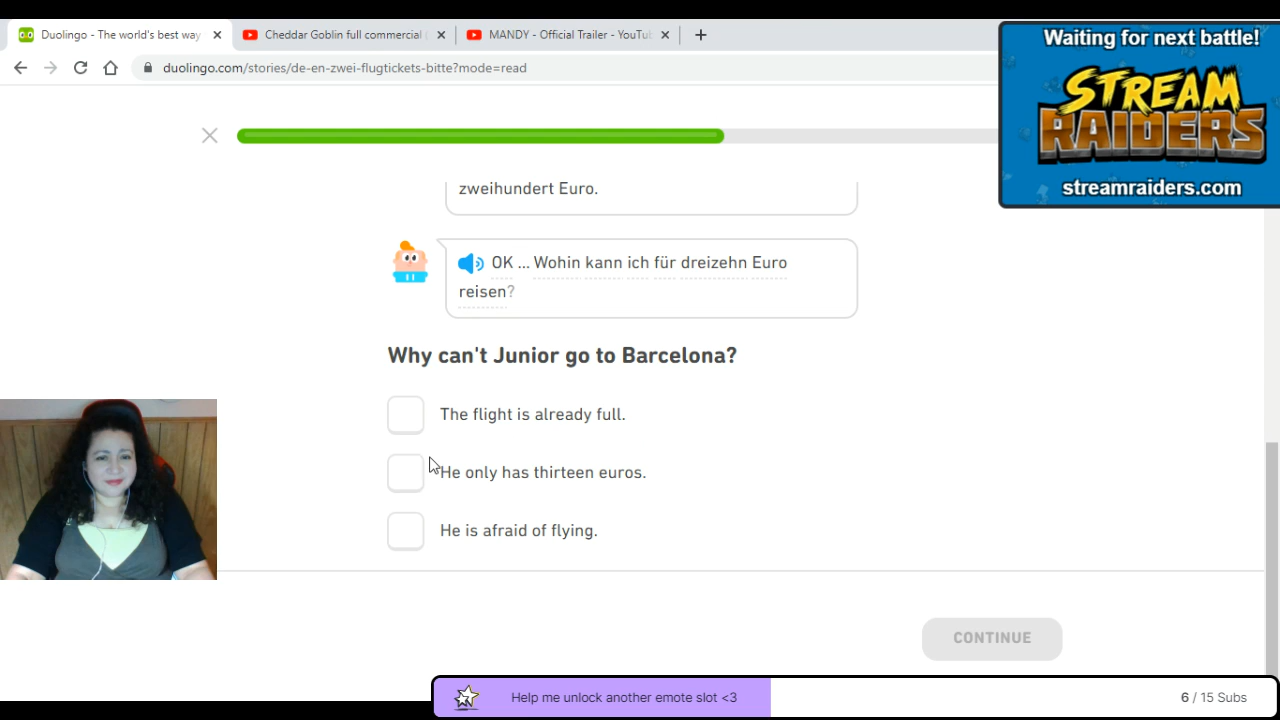 Duolingo - The world's best way
Cheddar Goblin full commercial
MANDY - Official Trailer - YouTu
duolingo.com/stories/de-en-zwei-flugtickets-bitte?mode=read
Waiting for next battle!
STREAM
RAIDERS
streamraiders.com
zweihundert Euro.
OK ... Wohin kann ich für dreizehn Euro
reisen?
Why can't Junior go to Barcelona?
The flight is already full.
He only has thirteen euros.
He is afraid of flying.
CONTINUE
Help me unlock another emote slot <3
6 / 15 Subs